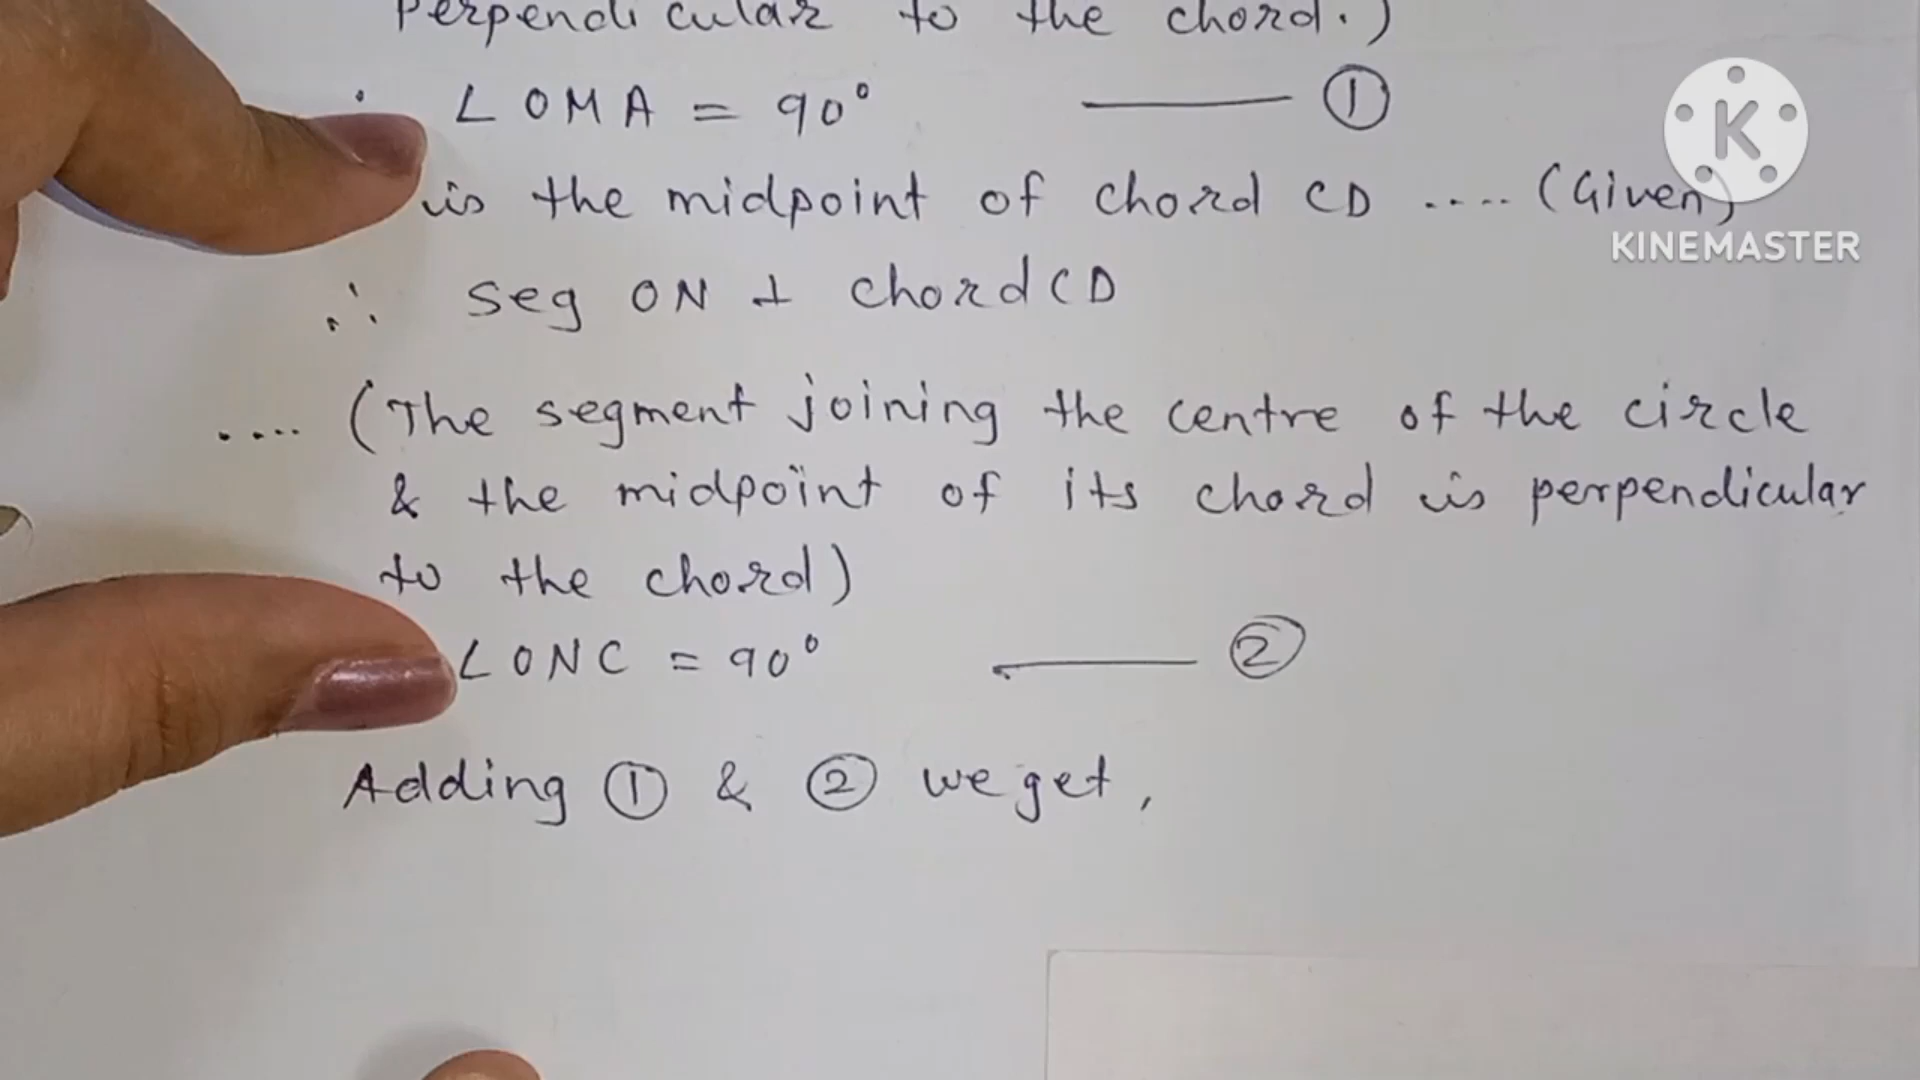 Perpendicular to the chord.)
∠OMA = 90° ——— ①
is the midpoint of chord CD .... (Given)
∴ seg ON ⊥ chord CD
.... (The segment joining the centre of the circle
& the midpoint of its chord is perpendicular
to the chord)
∠ONC = 90° ——— ②
Adding ① & ② we get,
K
KINEMASTER